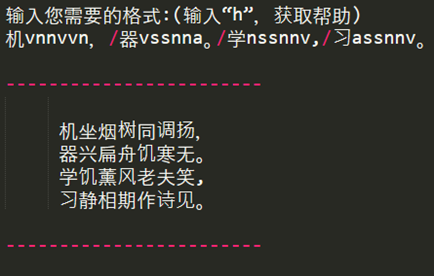 输入您需要的格式:(输入“h”，获取帮助)
机vnnvvn，/器vssnna。/学nssnnv,/习assnnv。
------------------------
机坐烟树同调扬，
器兴扁舟饥寒无。
学饥薰风老夫笑，
习静相期作诗见。
------------------------